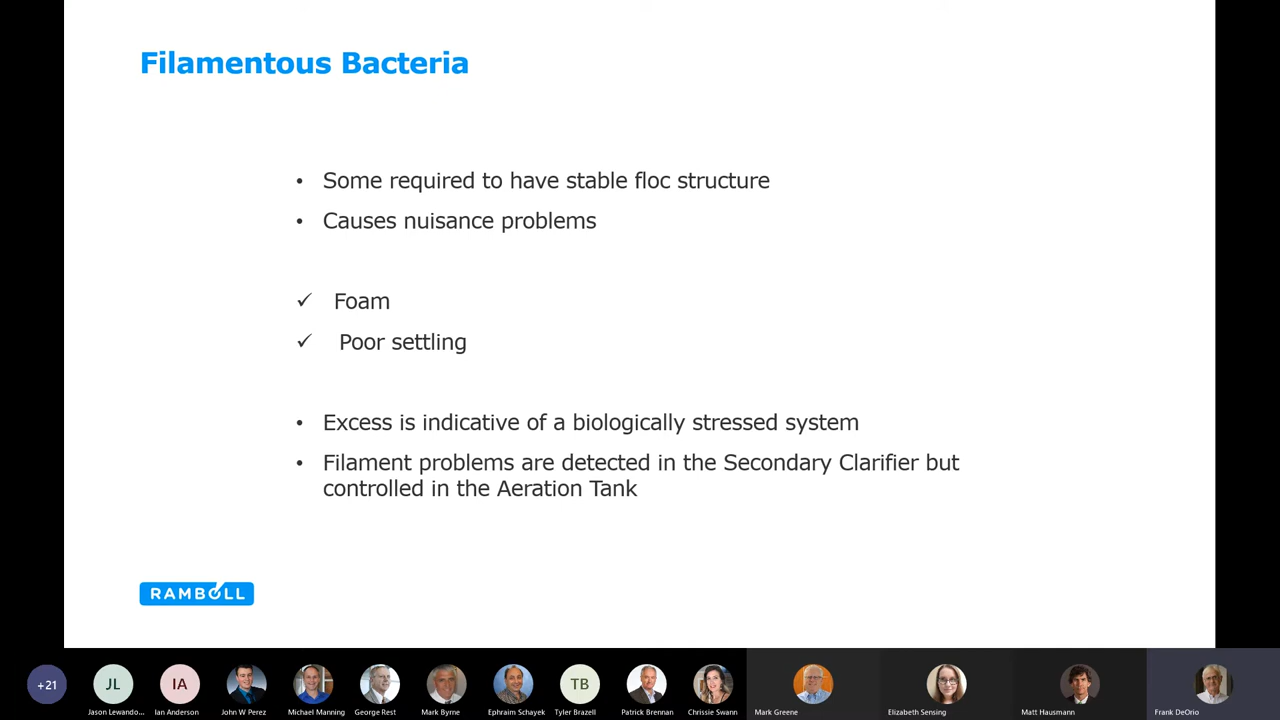 Filamentous Bacteria
• Some required to have stable floc structure
• Causes nuisance problems
✓ Foam
✓ Poor settling
• Excess is indicative of a biologically stressed system
• Filament problems are detected in the Secondary Clarifier but
controlled in the Aeration Tank
RAMBOLL
+21
JL
IA
TB
Jason Lewando...
Ian Anderson
John W Perez
Michael Manning
George Rest
Mark Byrne
Ephraim Schayek
Tyler Brazell
Patrick Brennan
Chrissie Swann
Mark Greene
Elizabeth Sensing
Matt Hausmann
Frank DeOrio